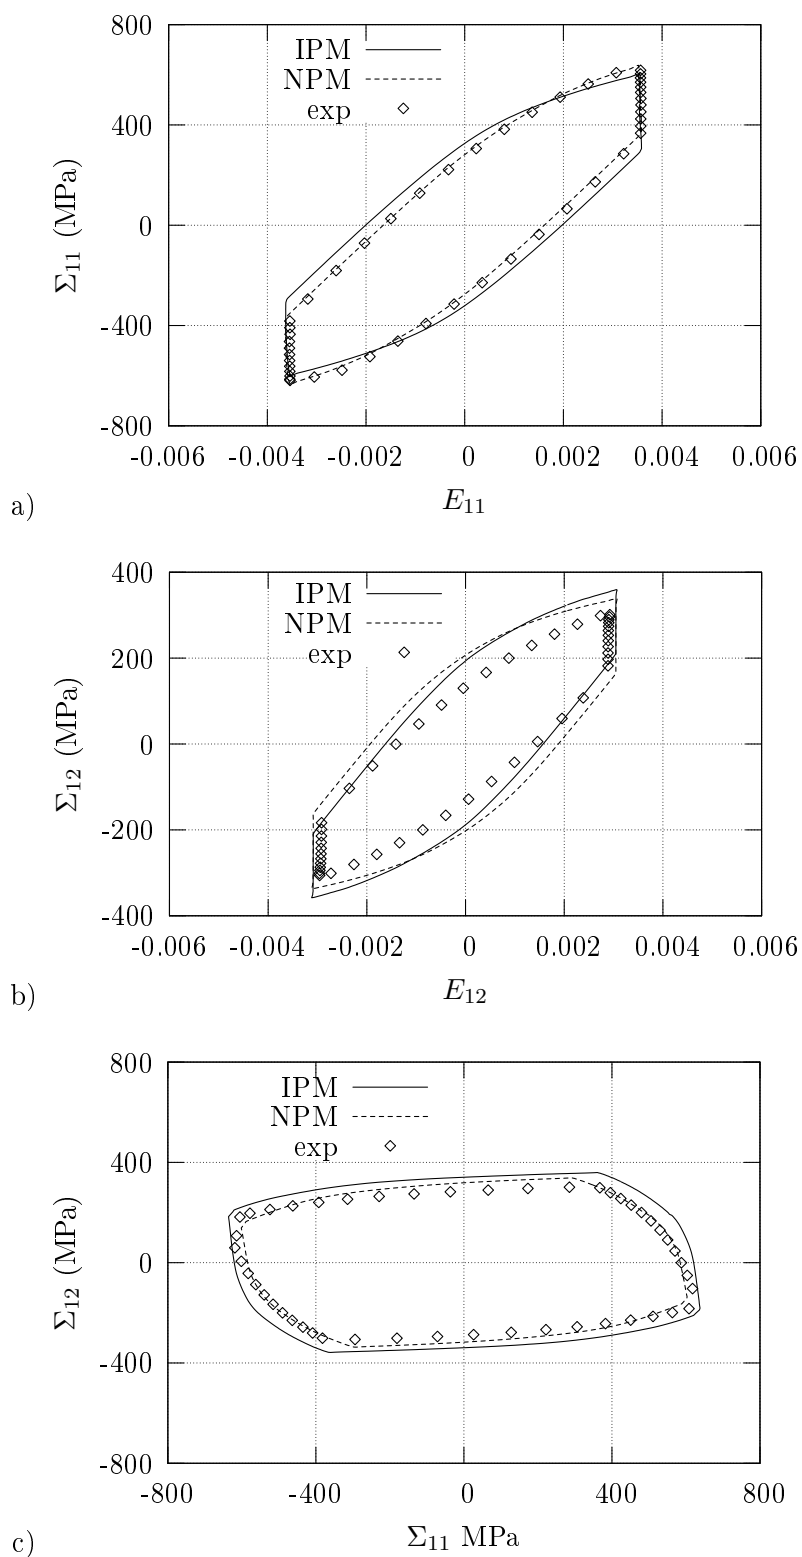 800
400
0
-400
-800
IPM
NPM
exp
Σ11 (MPa)
-0.006 -0.004 -0.002 0 0.002 0.004 0.006
E11
a)
400
200
0
-200
-400
IPM
NPM
exp
Σ12 (MPa)
-0.006 -0.004 -0.002 0 0.002 0.004 0.006
E12
b)
800
400
0
-400
-800
IPM
NPM
exp
Σ12 (MPa)
-800 -400 0 400 800
Σ11 MPa
c)